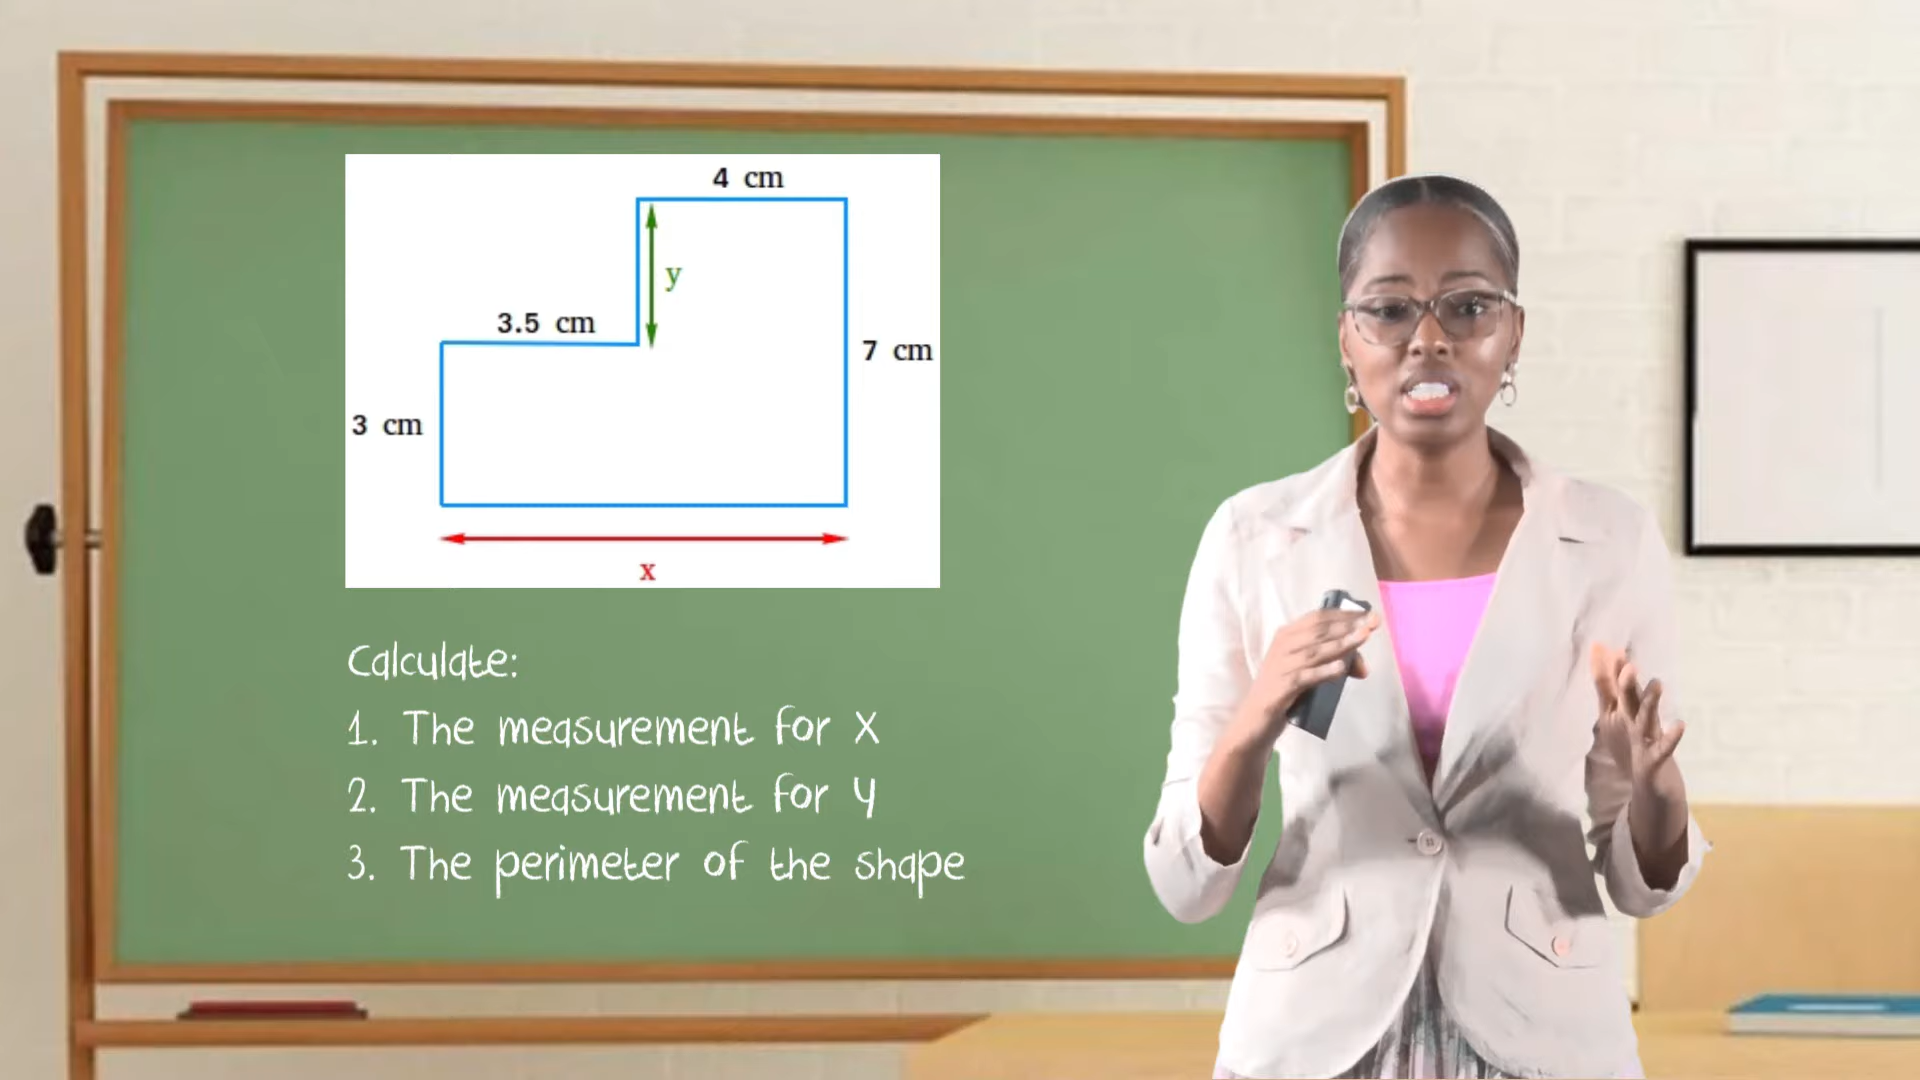 4 cm
y
3.5 cm
7 cm
3 cm
x
Calculate:
1. The measurement for X
2. The measurement for y
3. The perimeter of the shape